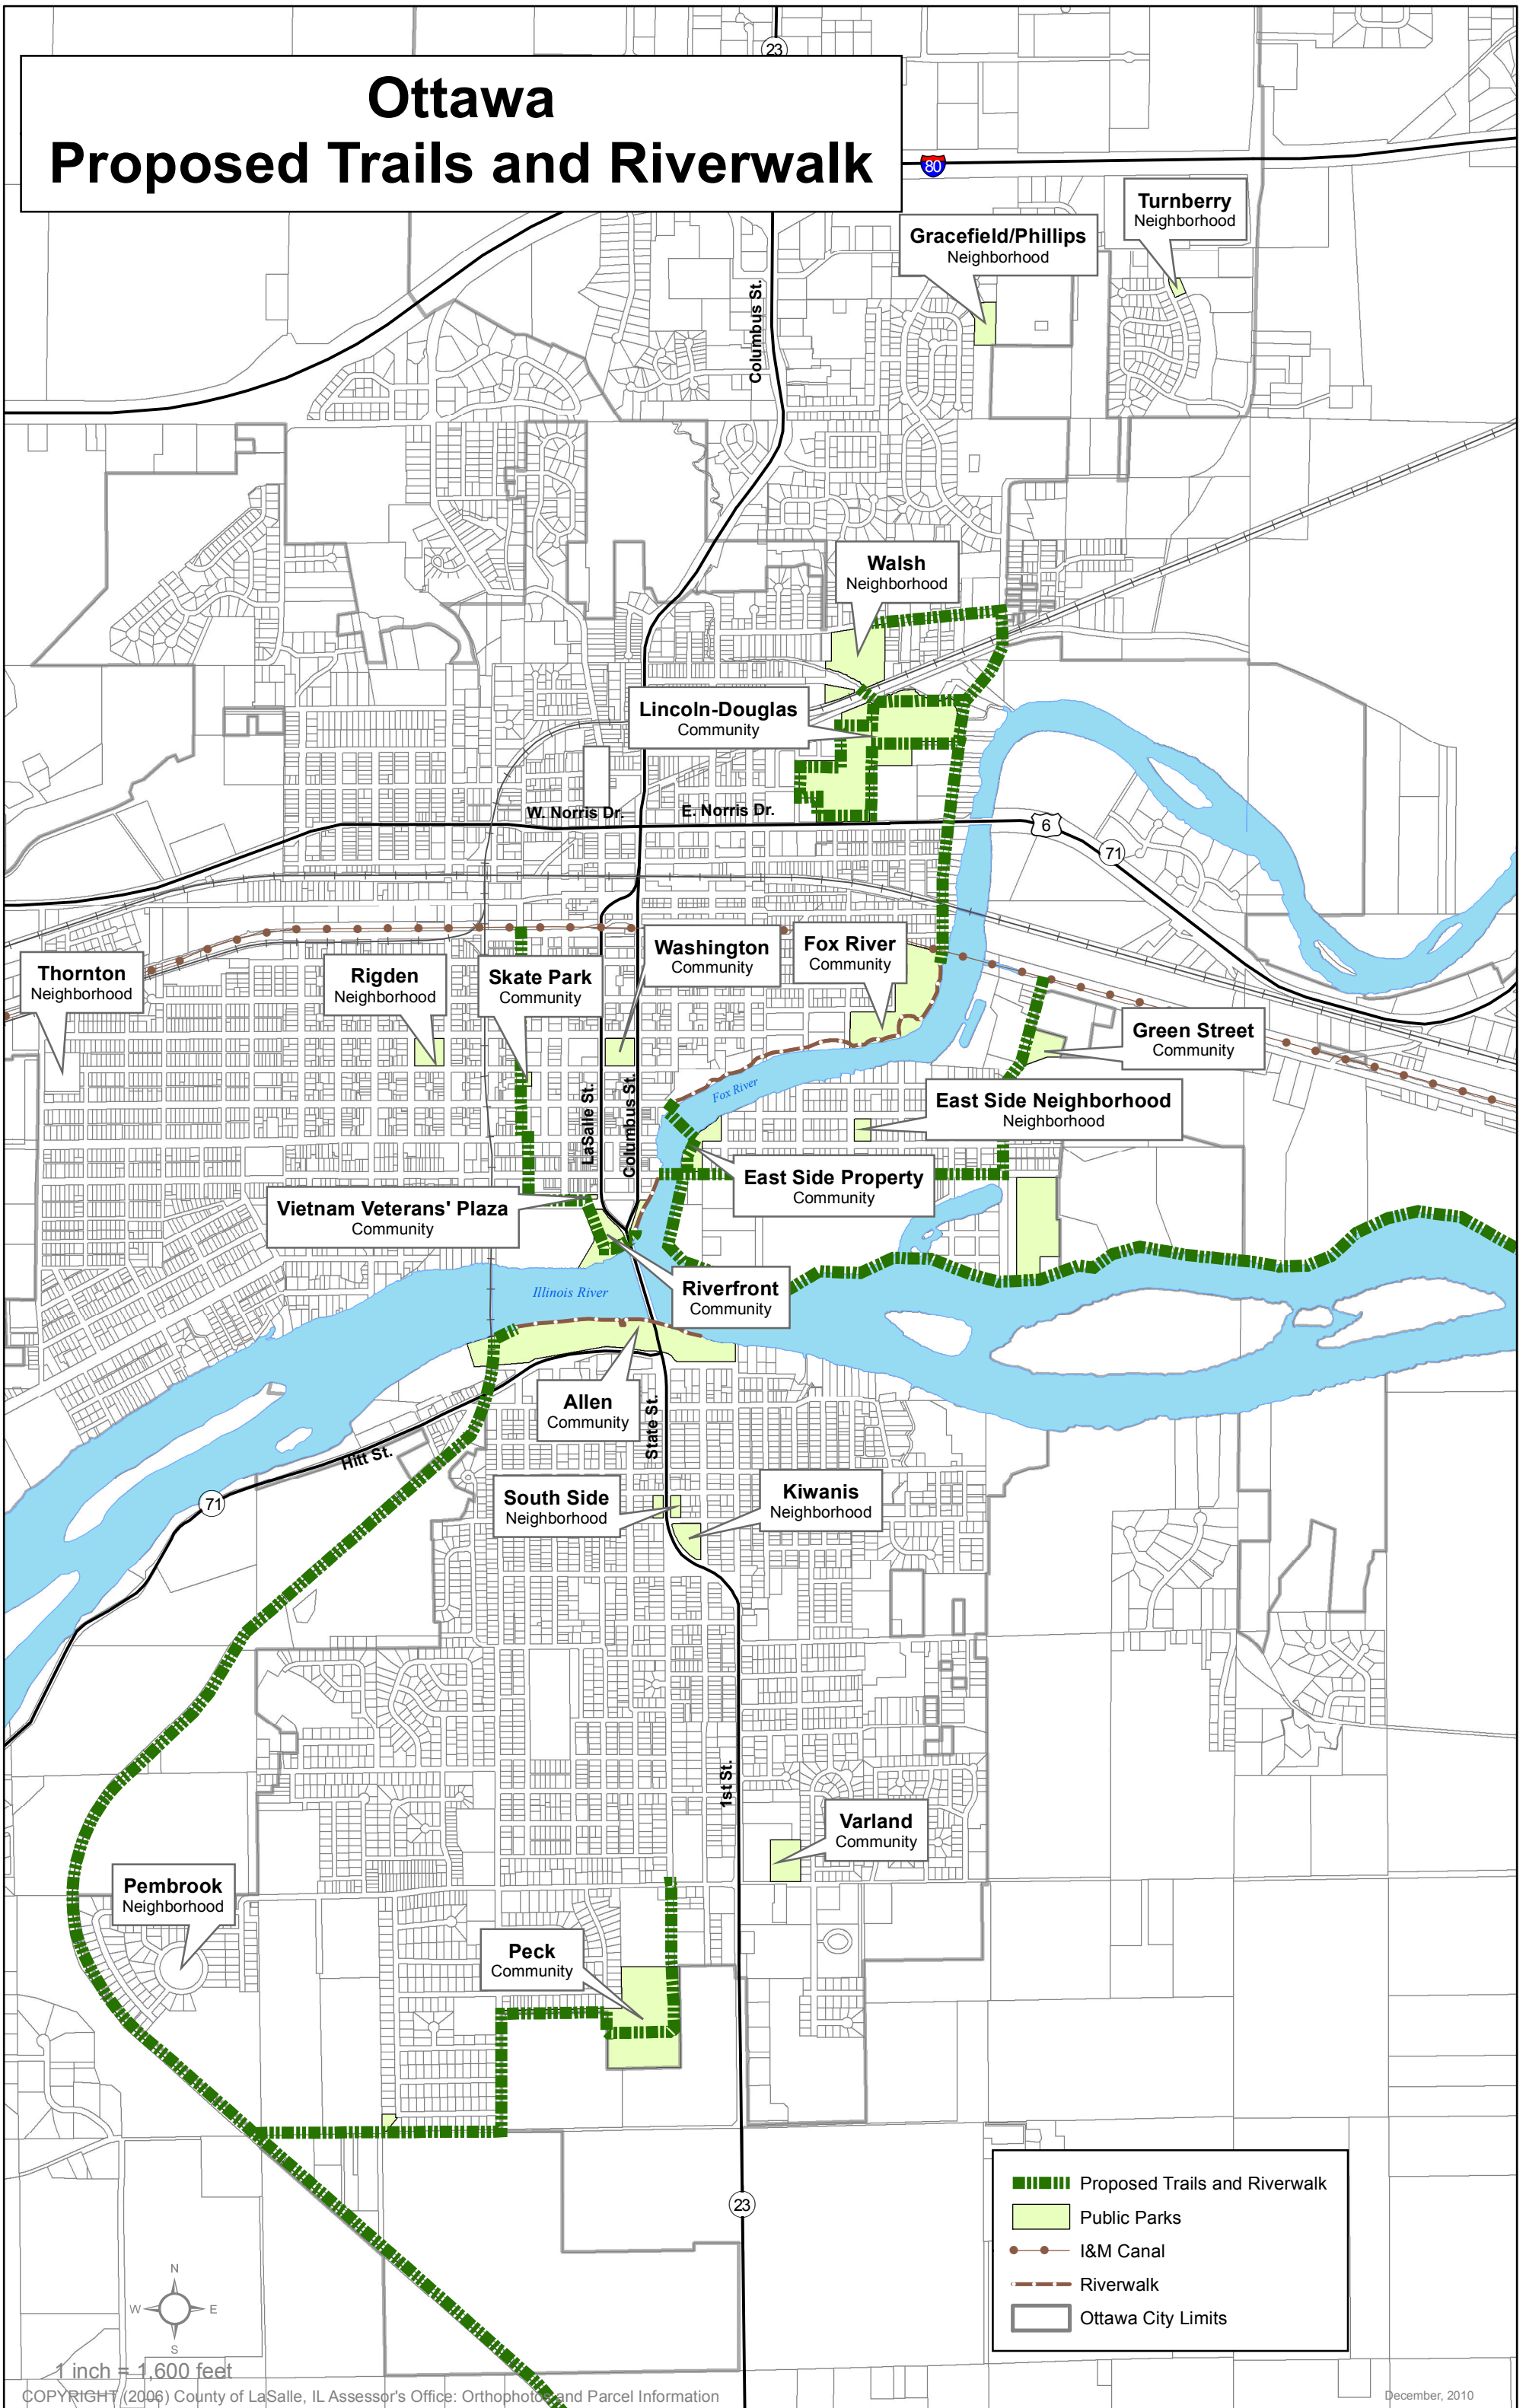 23
Ottawa
Proposed Trails and Riverwalk
80
Turnberry
Neighborhood
Gracefield/Phillips
Neighborhood
Columbus St.
Walsh
Neighborhood
Lincoln-Douglas
Community
W. Norris Dr.
E. Norris Dr.
6
71
Thornton
Neighborhood
Rigden
Neighborhood
Skate Park
Community
Washington
Community
Fox River
Community
Green Street
Community
Fox River
East Side Neighborhood
Neighborhood
LaSalle St.
Columbus St.
East Side Property
Community
Vietnam Veterans' Plaza
Community
Riverfront
Community
Illinois River
Allen
Community
State St.
Hitt St.
71
South Side
Neighborhood
Kiwanis
Neighborhood
1st St.
Varland
Community
Pembrook
Neighborhood
Peck
Community
23
Proposed Trails and Riverwalk
Public Parks
I&M Canal
Riverwalk
Ottawa City Limits
N
W
E
S
1 inch = 1,600 feet
COPYRIGHT (2006) County of LaSalle, IL Assessor's Office: Orthophotos and Parcel Information
December, 2010